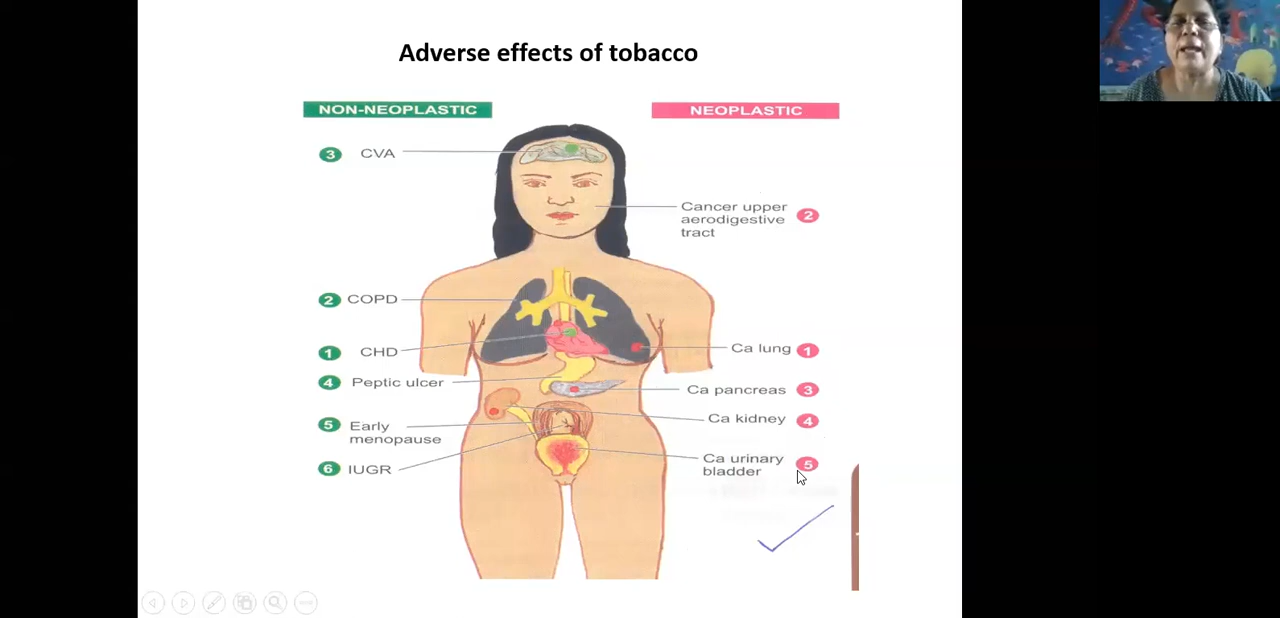 Adverse effects of tobacco
NON-NEOPLASTIC
NEOPLASTIC
3 CVA
Cancer upper
aerodigestive
tract
2
2 COPD
1 CHD
Ca lung 1
4 Peptic ulcer
Ca pancreas 3
Ca kidney 4
5 Early
menopause
Ca urinary
bladder
5
6 IUGR